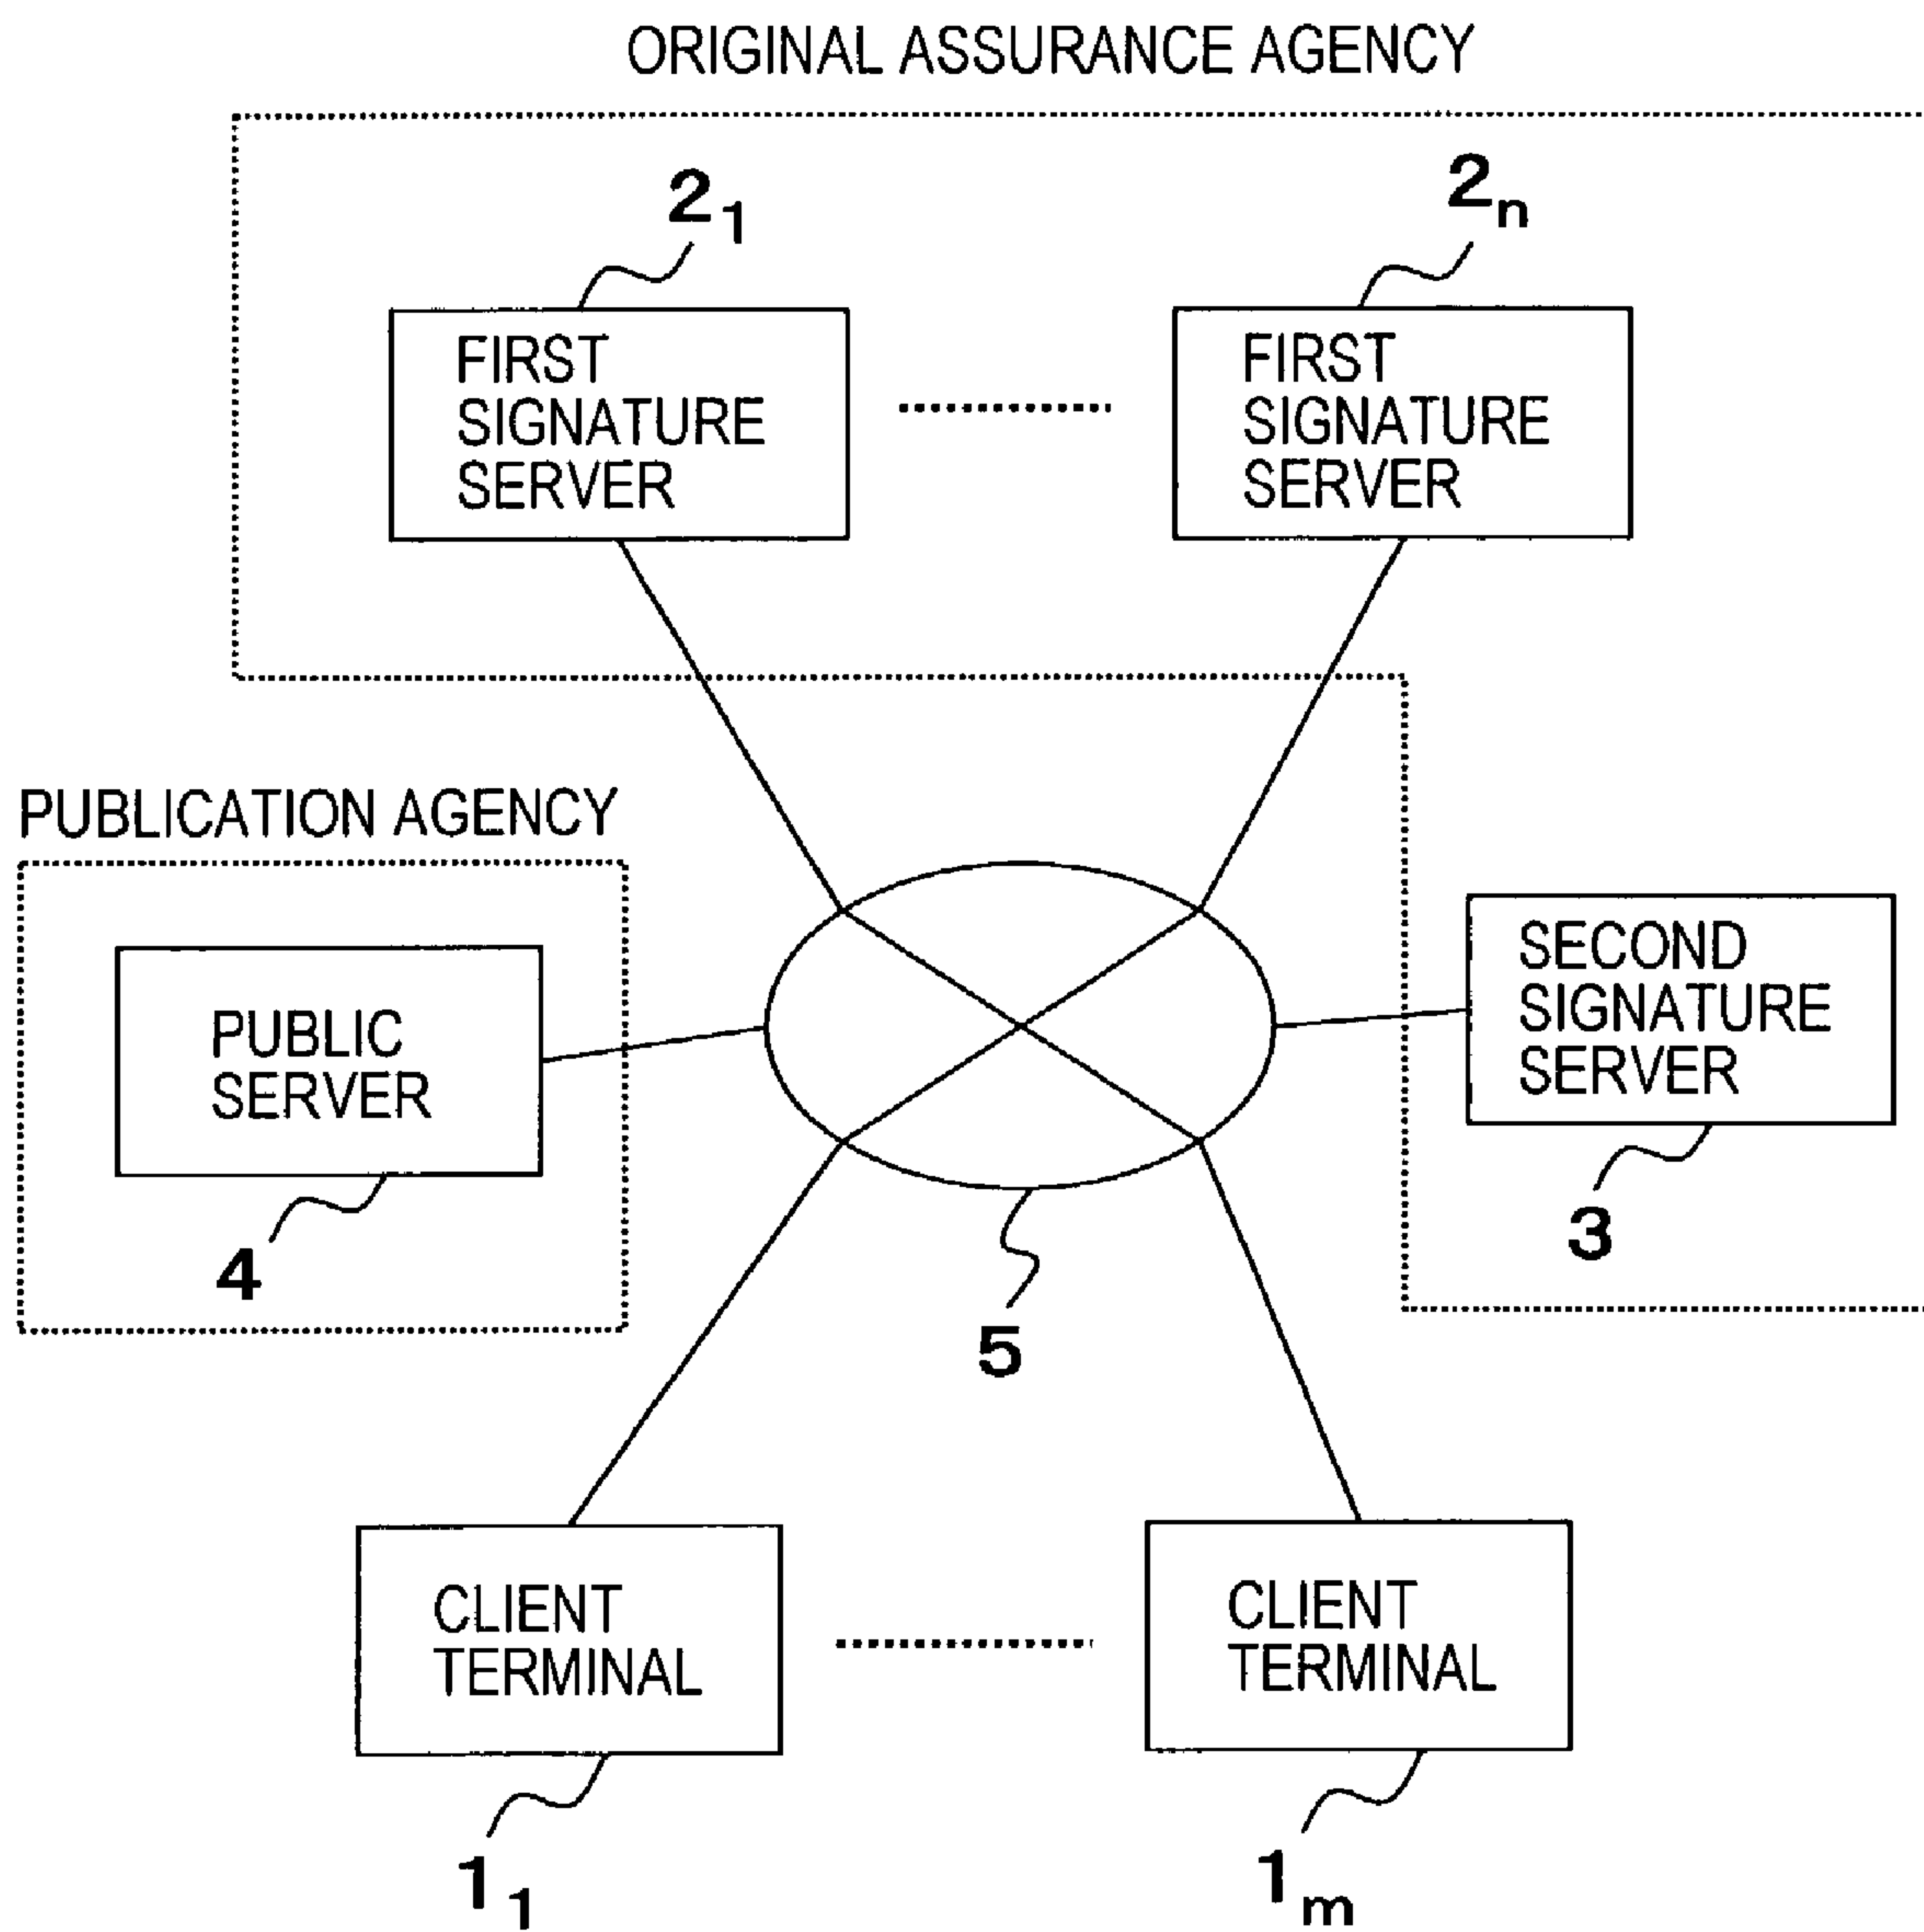 ORIGINAL ASSURANCE AGENCY
2₁
2ₙ
FIRST
SIGNATURE
SERVER
FIRST
SIGNATURE
SERVER
PUBLICATION AGENCY
PUBLIC
SERVER
4
SECOND
SIGNATURE
SERVER
3
5
CLIENT
TERMINAL
CLIENT
TERMINAL
1₁
1ₘ